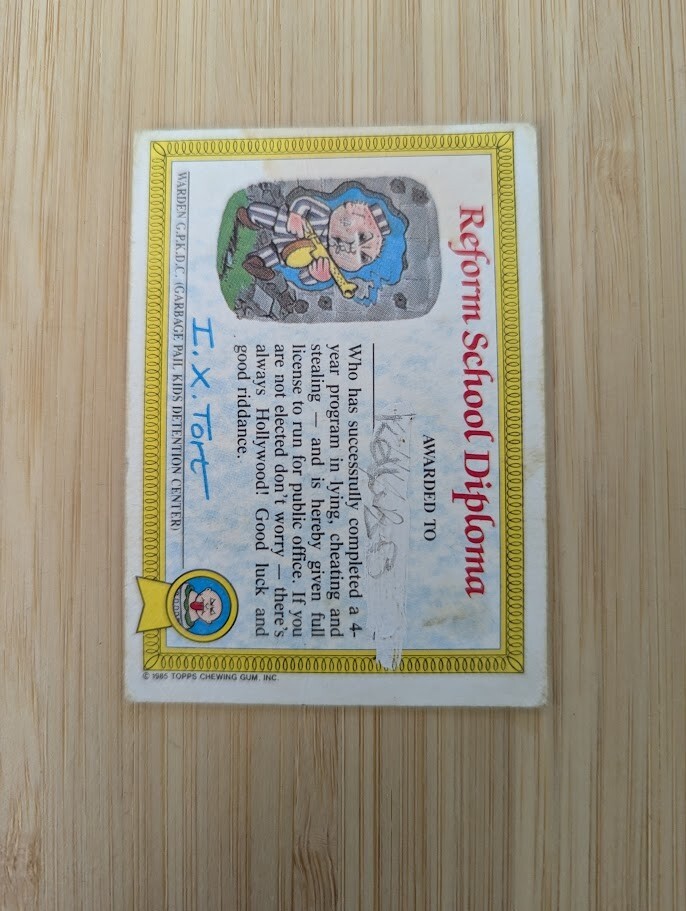 Reform School Diploma
AWARDED TO
Who has successfully completed a 4-
year program in lying, cheating and
stealing — and is hereby given full
license to run for public office. If you
are not elected don't worry — there's
always Hollywood! Good luck and
good riddance.
I.X. Tort
WARDEN G.P.K.D.C. (GARBAGE PAIL KIDS DETENTION CENTER)
© 1985 TOPPS CHEWING GUM, INC.